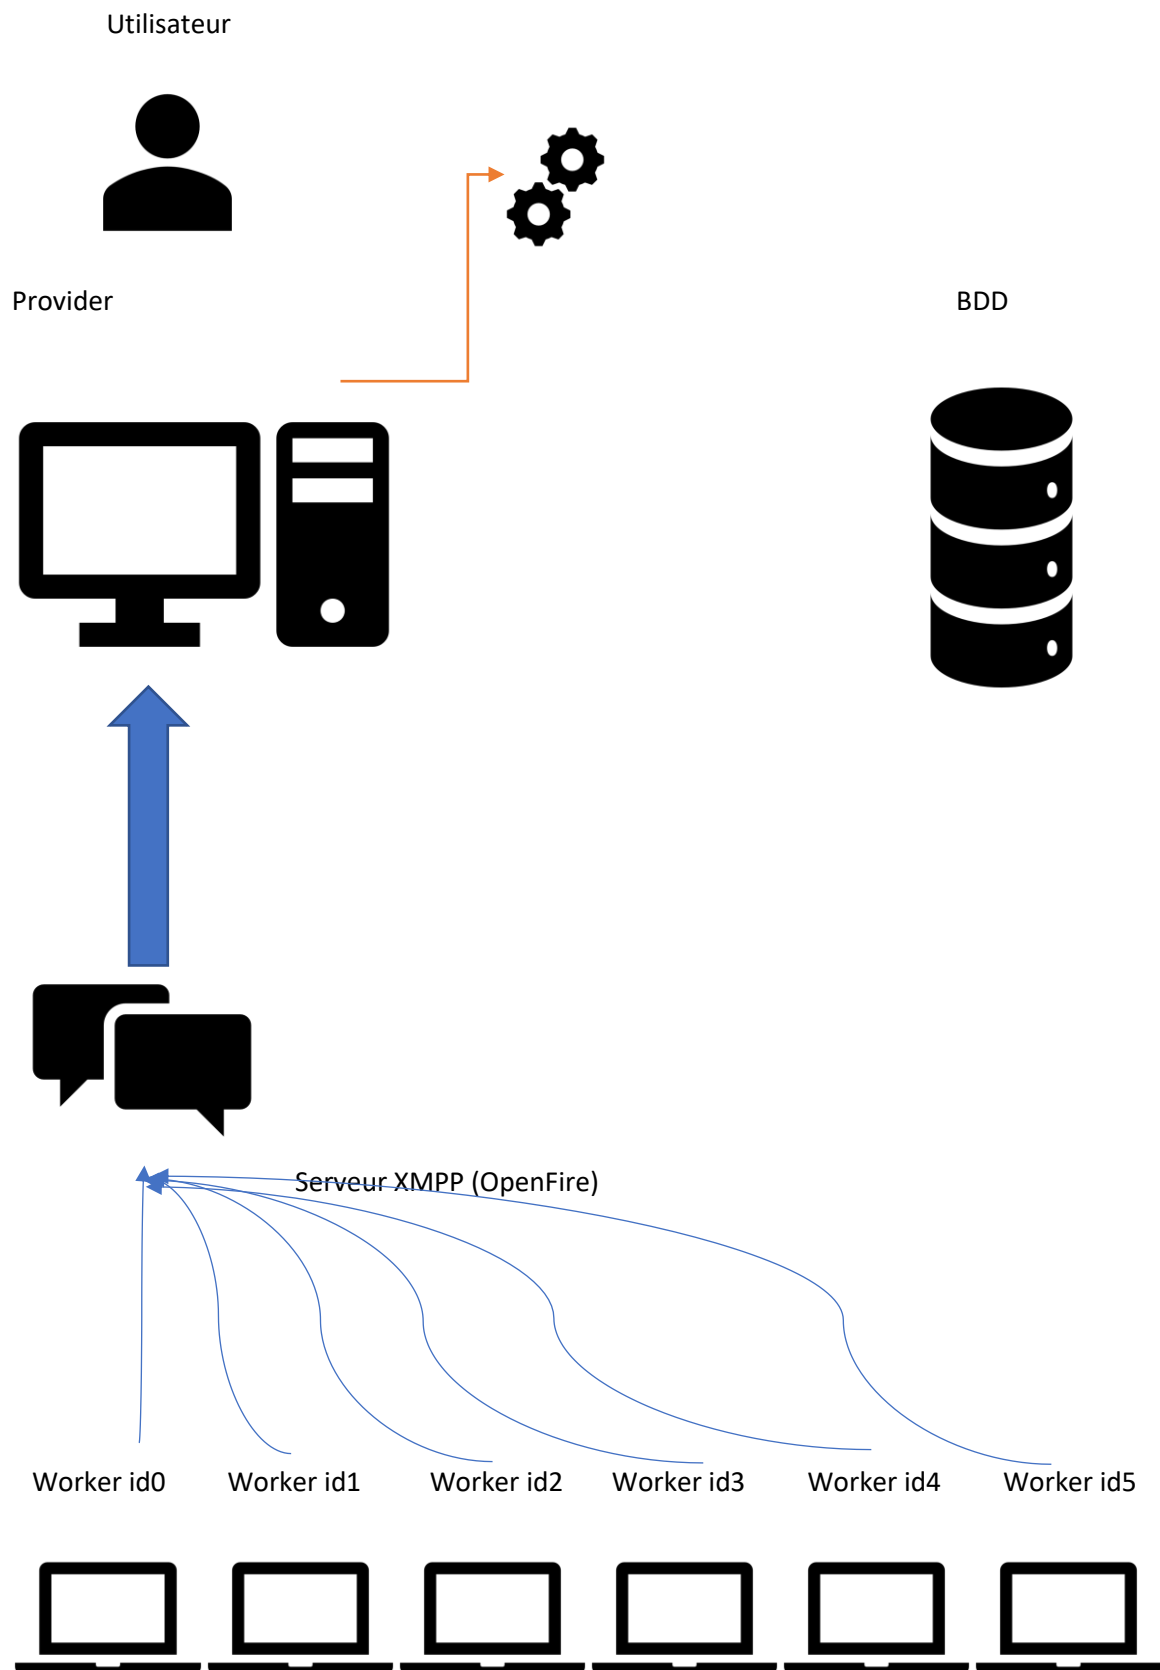 Utilisateur
Provider
BDD
Serveur XMPP (OpenFire)
Worker id0
Worker id1
Worker id2
Worker id3
Worker id4
Worker id5